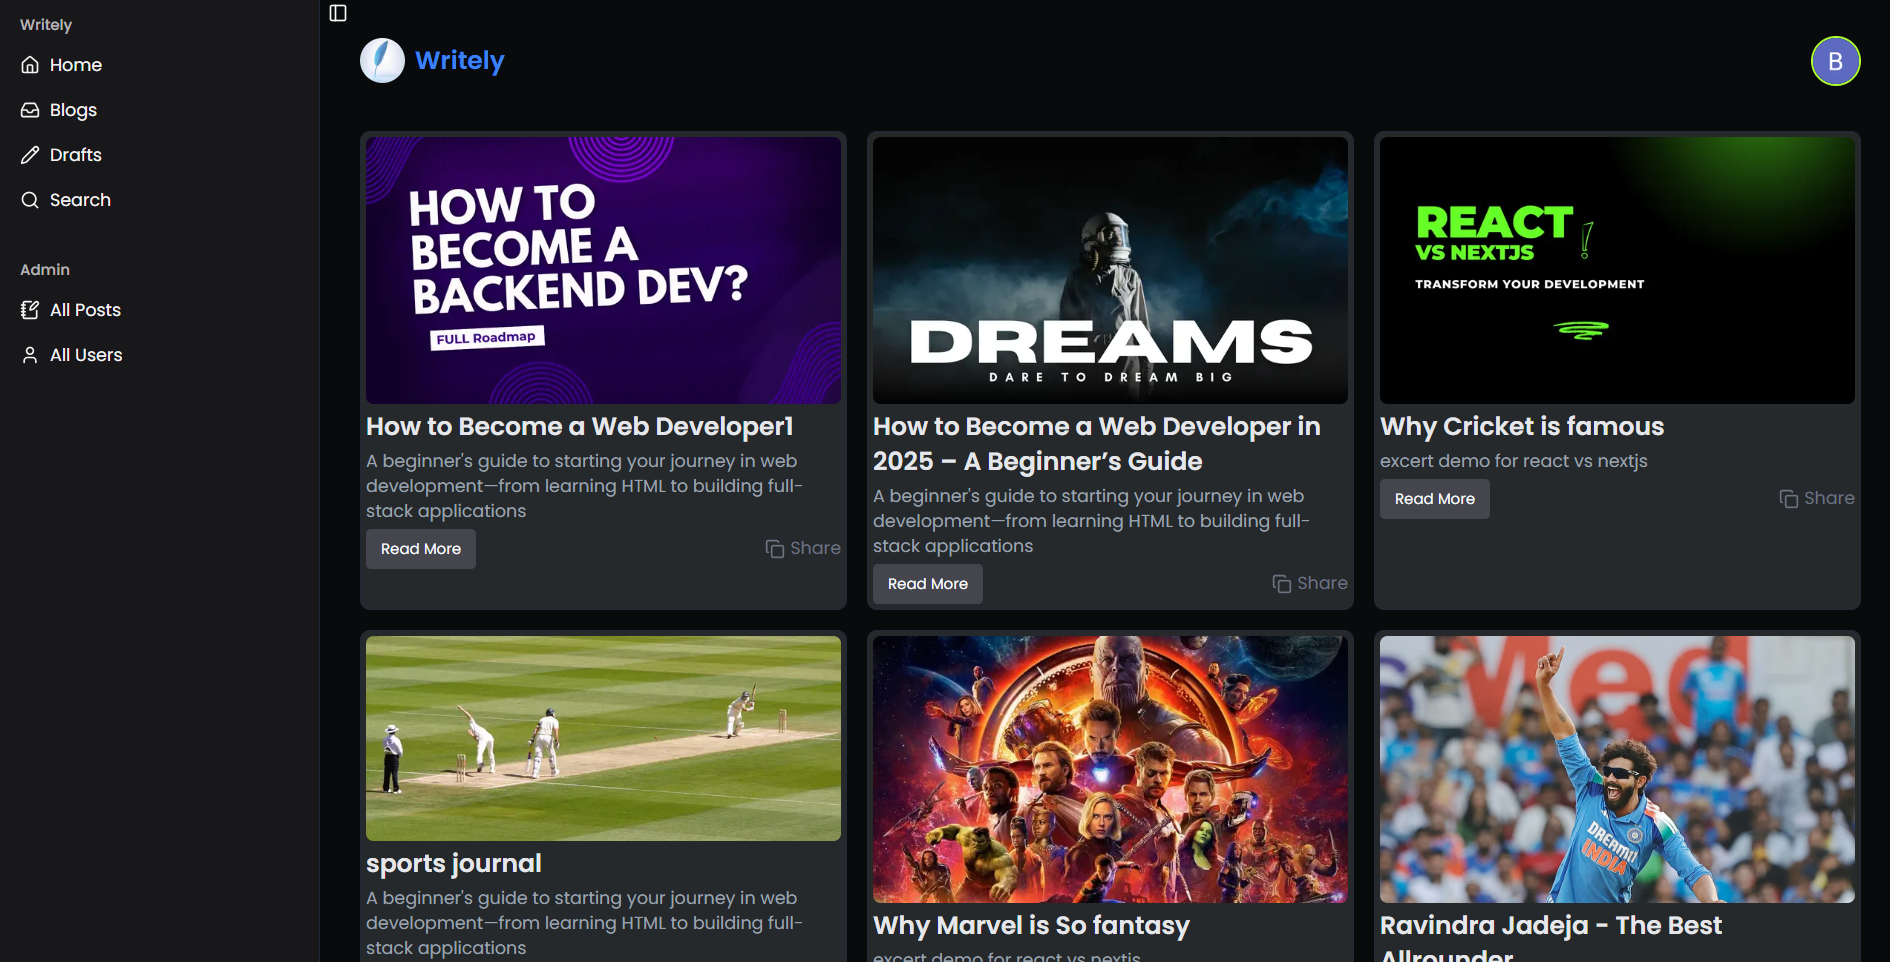 Writely
Home
Blogs
Drafts
Search
Admin
All Posts
All Users
Writely
B
HOW TO
BECOME A
BACKEND DEV?
FULL Roadmap
How to Become a Web Developer1
A beginner's guide to starting your journey in web
development—from learning HTML to building full-
stack applications
Read More
Share
DREAMS
DARE TO DREAM BIG
How to Become a Web Developer in
2025 – A Beginner’s Guide
A beginner's guide to starting your journey in web
development—from learning HTML to building full-
stack applications
Read More
Share
REACT
VS NEXTJS
TRANSFORM YOUR DEVELOPMENT
Why Cricket is famous
excert demo for react vs nextjs
Read More
Share
sports journal
A beginner's guide to starting your journey in web
development—from learning HTML to building full-
stack applications
Why Marvel is So fantasy
excert demo for react vs nextjs
DREAM11
INDIA
Ravindra Jadeja - The Best
Allrounder